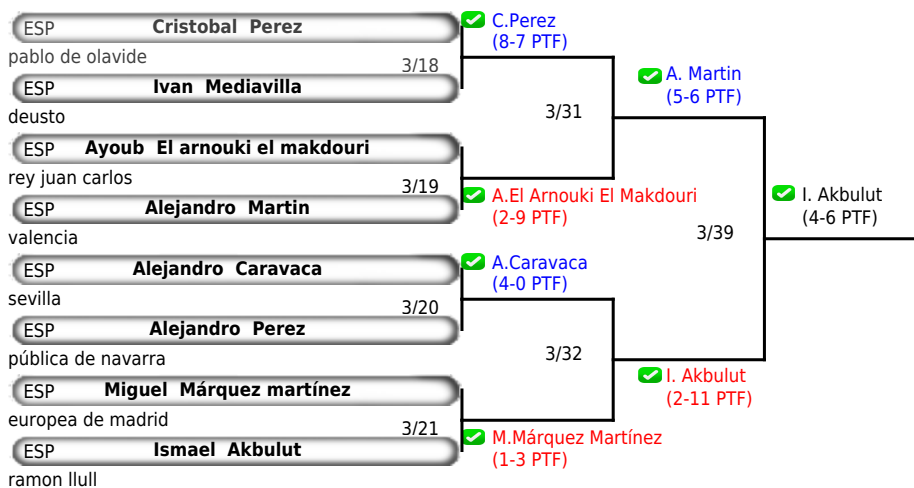 ESP Cristobal Perez
pablo de olavide
3/18
ESP Ivan Mediavilla
deusto
ESP Ayoub El arnouki el makdouri
rey juan carlos
3/19
ESP Alejandro Martin
valencia
ESP Alejandro Caravaca
sevilla
3/20
ESP Alejandro Perez
pública de navarra
ESP Miguel Márquez martínez
europea de madrid
3/21
ESP Ismael Akbulut
ramon llull
C.Perez
(8-7 PTF)
3/31
A.El Arnouki El Makdouri
(2-9 PTF)
A.Caravaca
(4-0 PTF)
3/32
M.Márquez Martínez
(1-3 PTF)
A. Martin
(5-6 PTF)
3/39
I. Akbulut
(2-11 PTF)
I. Akbulut
(4-6 PTF)